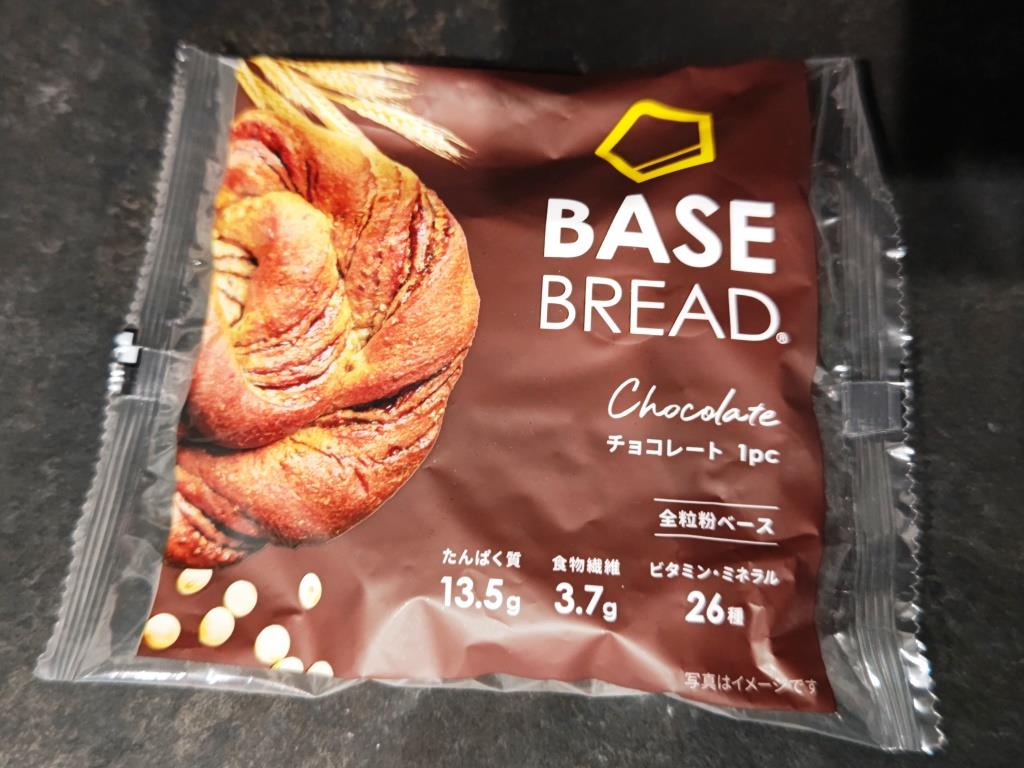 BASE
BREAD®
Chocolate
チョコレート 1pc
全粒粉ベース
たんぱく質 食物繊維 ビタミン・ミネラル
13.5g 3.7g 26種
写真はイメージです